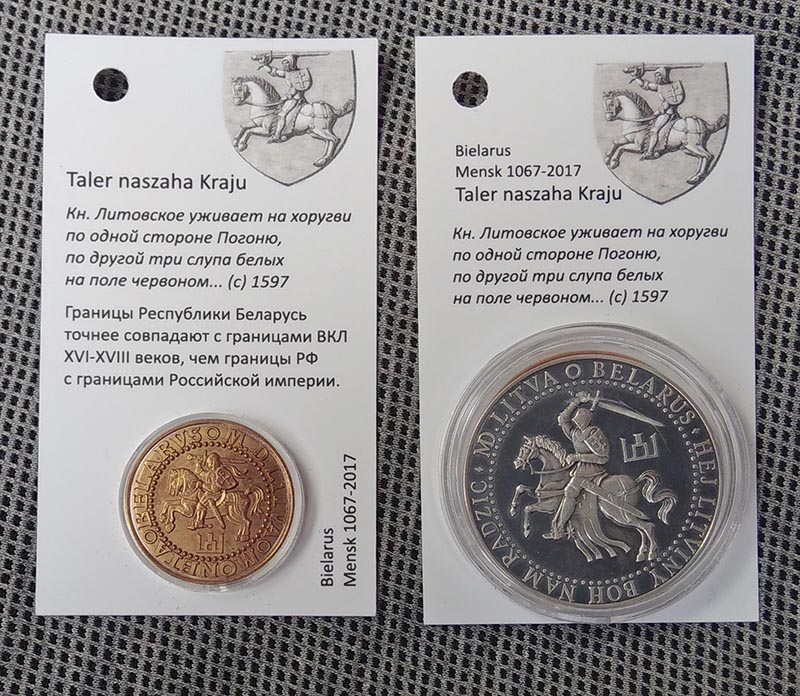 Taler naszaha Kraju
Кн. Литовское уживает на хоругви
по одной стороне Погоню,
по другой три слупа белых
на поле червоном... (с) 1597
Границы Республики Беларусь
точнее совпадают с границами ВКЛ
XVI-XVIII веков, чем границы РФ
с границами Российской империи.
Bielarus
Mensk 1067-2017
Bielarus
Mensk 1067-2017
Taler naszaha Kraju
Кн. Литовское уживает на хоругви
по одной стороне Погоню,
по другой три слупа белых
на поле червоном... (с) 1597
MD: LITVA O BELARUS · HEJ LITVINY BOH NAM RADZIC ·